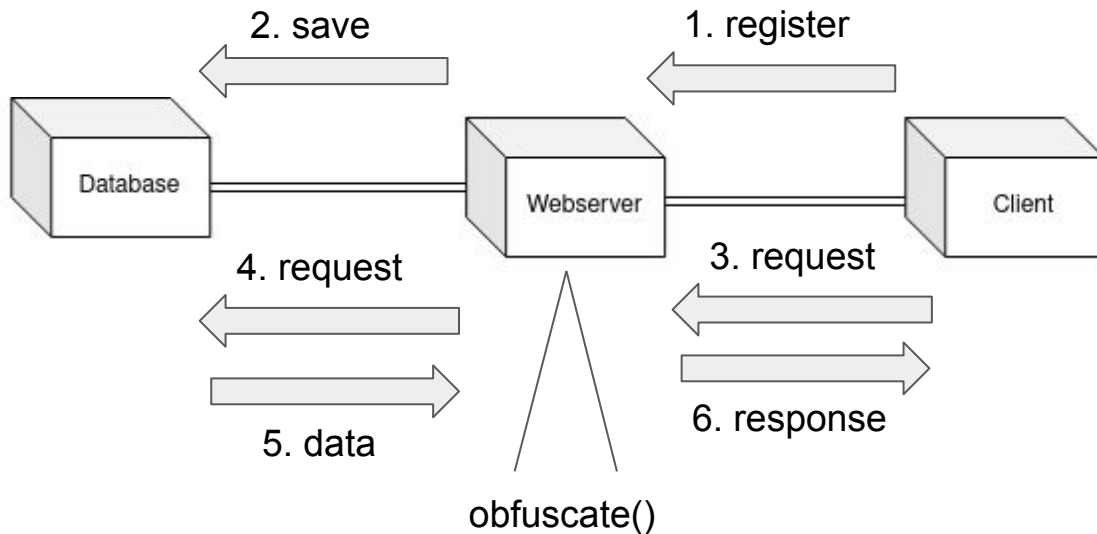 2. save
1. register
Database
Webserver
Client
4. request
3. request
5. data
6. response
obfuscate()